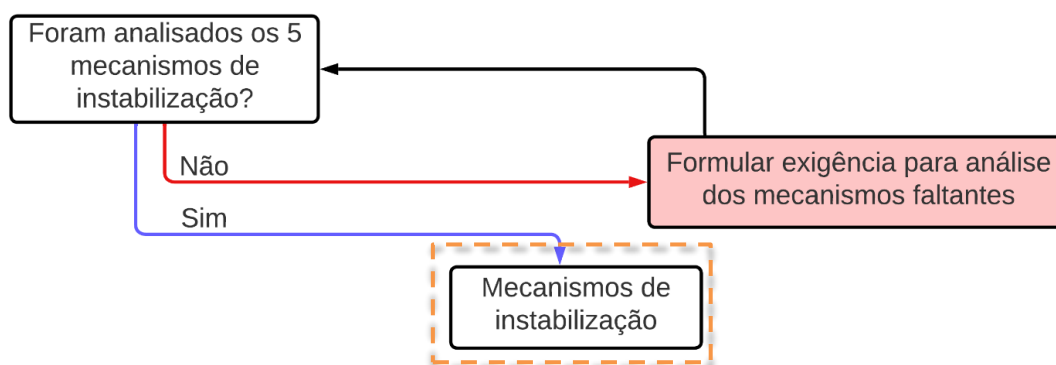 Foram analisados os 5
mecanismos de
instabilização?
Não
Formular exigência para análise
dos mecanismos faltantes
Sim
Mecanismos de
instabilização